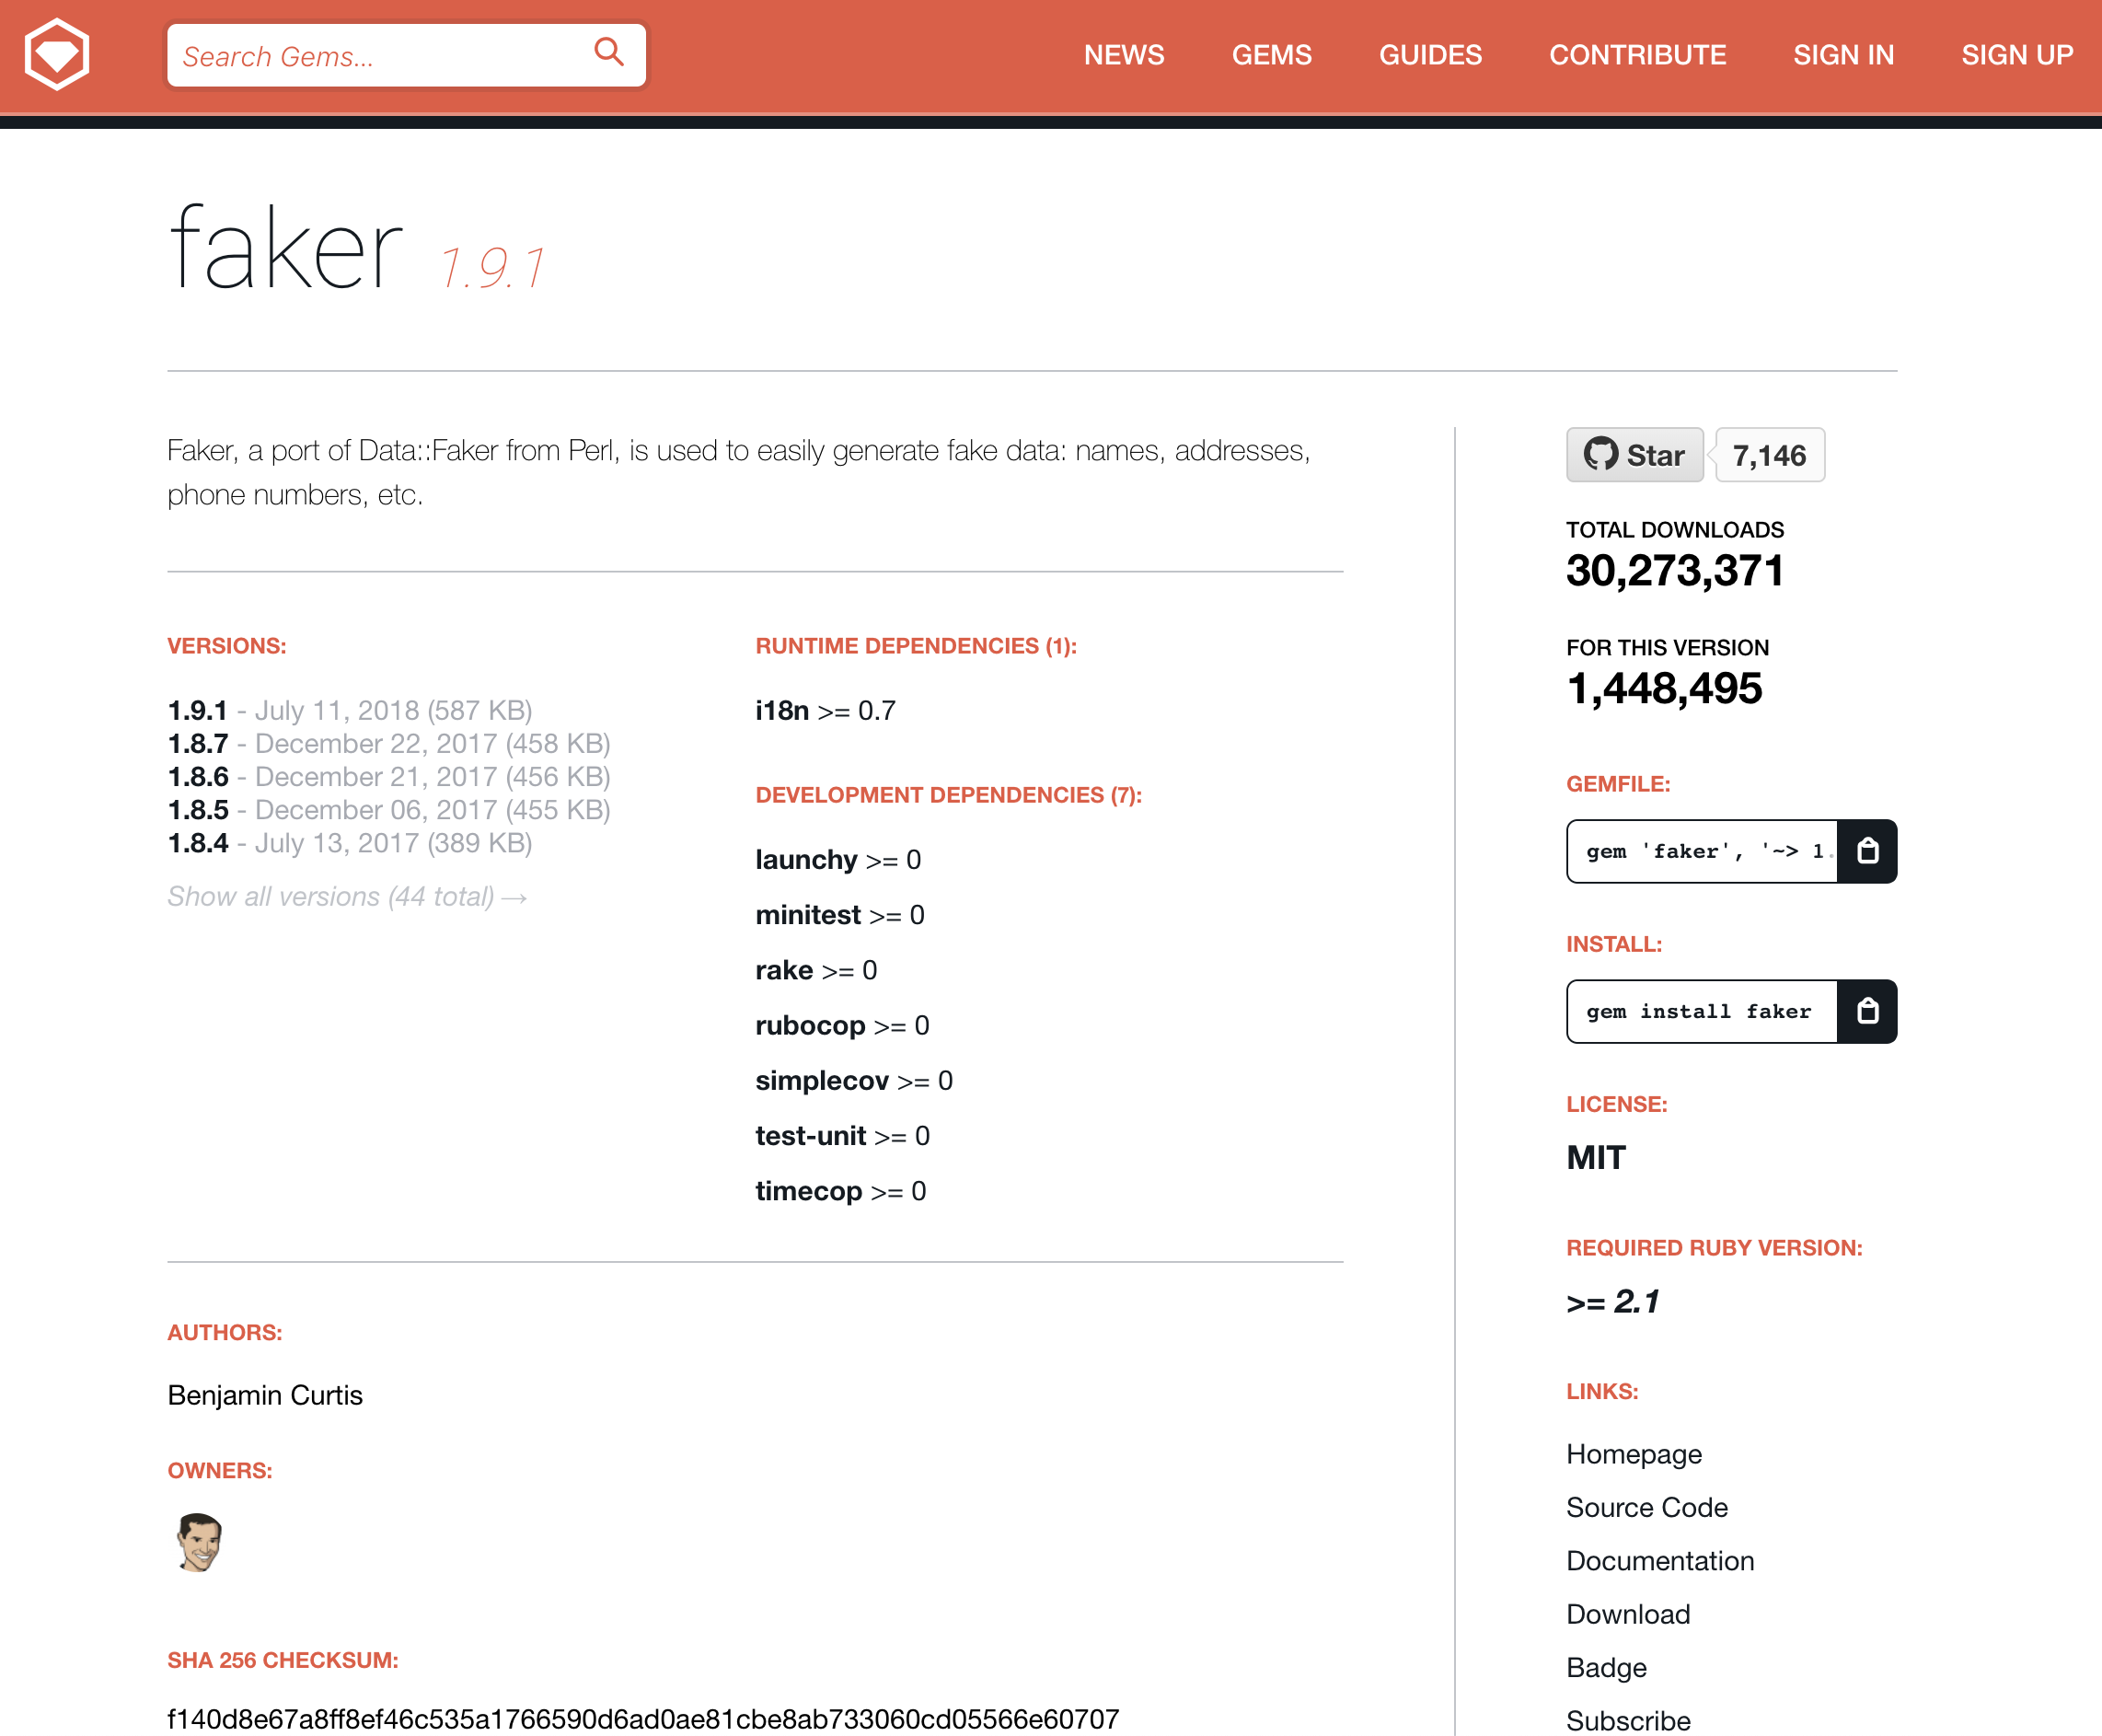 Search Gems...
NEWS
GEMS
GUIDES
CONTRIBUTE
SIGN IN
SIGN UP
faker 1.9.1
Faker, a port of Data::Faker from Perl, is used to easily generate fake data: names, addresses,
phone numbers, etc.
VERSIONS:
1.9.1 - July 11, 2018 (587 KB)
1.8.7 - December 22, 2017 (458 KB)
1.8.6 - December 21, 2017 (456 KB)
1.8.5 - December 06, 2017 (455 KB)
1.8.4 - July 13, 2017 (389 KB)
Show all versions (44 total) →
RUNTIME DEPENDENCIES (1):
i18n >= 0.7
DEVELOPMENT DEPENDENCIES (7):
launchy >= 0
minitest >= 0
rake >= 0
rubocop >= 0
simplecov >= 0
test-unit >= 0
timecop >= 0
AUTHORS:
Benjamin Curtis
OWNERS:
SHA 256 CHECKSUM:
f140d8e67a8ff8ef46c535a1766590d6ad0ae81cbe8ab733060cd05566e60707
Star 7,146
TOTAL DOWNLOADS
30,273,371
FOR THIS VERSION
1,448,495
GEMFILE:
gem 'faker', '~> 1.
INSTALL:
gem install faker
LICENSE:
MIT
REQUIRED RUBY VERSION:
>= 2.1
LINKS:
Homepage
Source Code
Documentation
Download
Badge
Subscribe